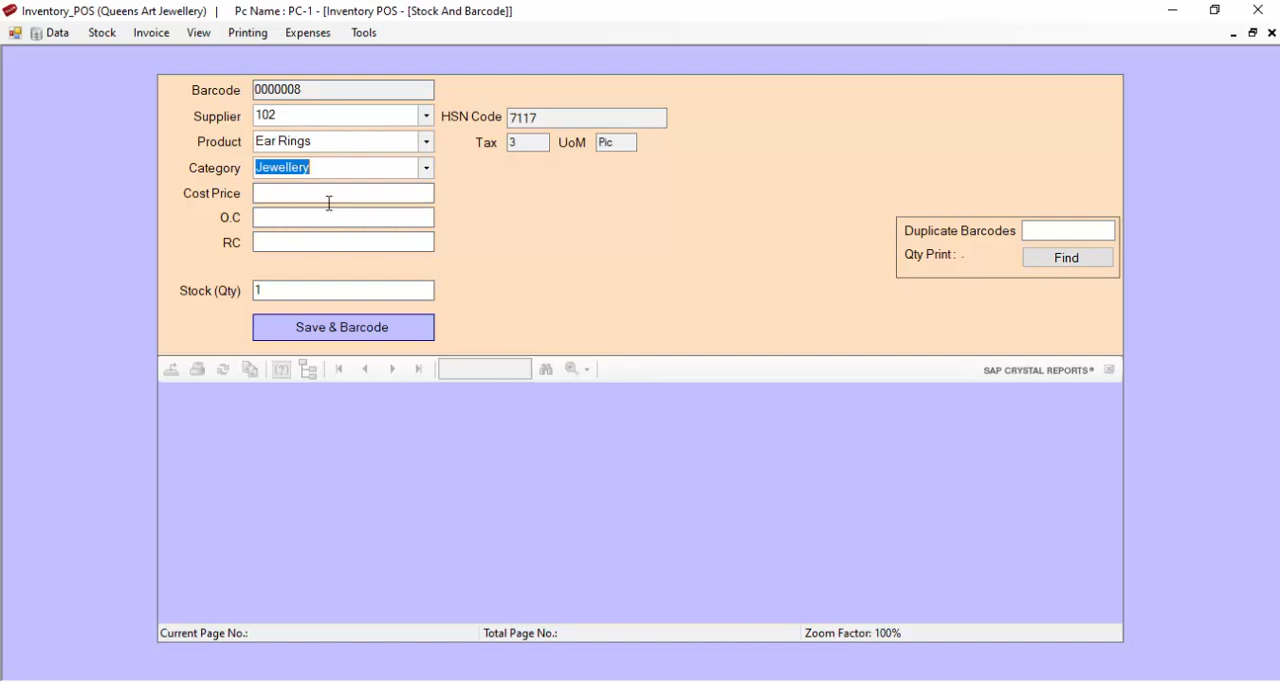 Inventory_POS (Queens Art Jewellery) | Pc Name : PC-1 - [Inventory POS - [Stock And Barcode]]
Data Stock Invoice View Printing Expenses Tools
Barcode 0000008
Supplier 102 HSN Code 7117
Product Ear Rings Tax 3 UoM Pic
Category Jewellery
Cost Price
O.C
RC
Duplicate Barcodes
Qty Print : .
Find
Stock (Qty) 1
Save & Barcode
SAP CRYSTAL REPORTS®
Current Page No.: Total Page No.: Zoom Factor: 100%